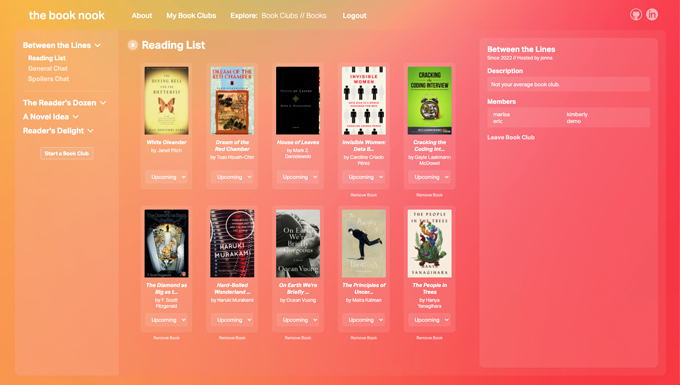 the book nook
About
My Book Clubs
Explore: Book Clubs // Books
Logout
Between the Lines
Reading List
General Chat
Spoilers Chat
The Reader's Dozen
A Novel Idea
Reader's Delight
Start a Book Club
Reading List
THE DIVING BELL
AND THE
BUTTERFLY
White Oleander
by Janet Fitch
Upcoming
DREAM OF THE
RED CHAMBER
Dream of the
Red Chamber
by Tsao Hsueh-Chin
Upcoming
HOUSE OF LEAVES
House of Leaves
by Mark Z.
Danielewski
Upcoming
INVISIBLE
WOMEN
Invisible Women:
Data B...
by Caroline Criado
Pérez
Upcoming
Remove Book
CRACKING
THE
CODING INTERVIEW
Cracking the
Coding Int...
by Gayle Laakmann
McDowell
Upcoming
Remove Book
The Diamond as
Big as t...
by F. Scott
Fitzgerald
Upcoming
Remove Book
HARUKI
MURAKAMI
Hard-Boiled
Wonderland ...
by Haruki Murakami
Upcoming
Remove Book
On Earth
We're
Briefly
Gorgeous
Ocean Vuong
On Earth We're
Briefly ...
by Ocean Vuong
Upcoming
Remove Book
The Principles of
Uncer...
by Maira Kalman
Upcoming
Remove Book
THE PEOPLE
IN THE TREES
HANYA
YANAGIHARA
The People in
Trees
by Hanya
Yanagihara
Upcoming
Remove Book
Between the Lines
Since 2022 // Hosted by jenna
Description
Not your average book club.
Members
marisa
kimberly
eric
demo
Leave Book Club